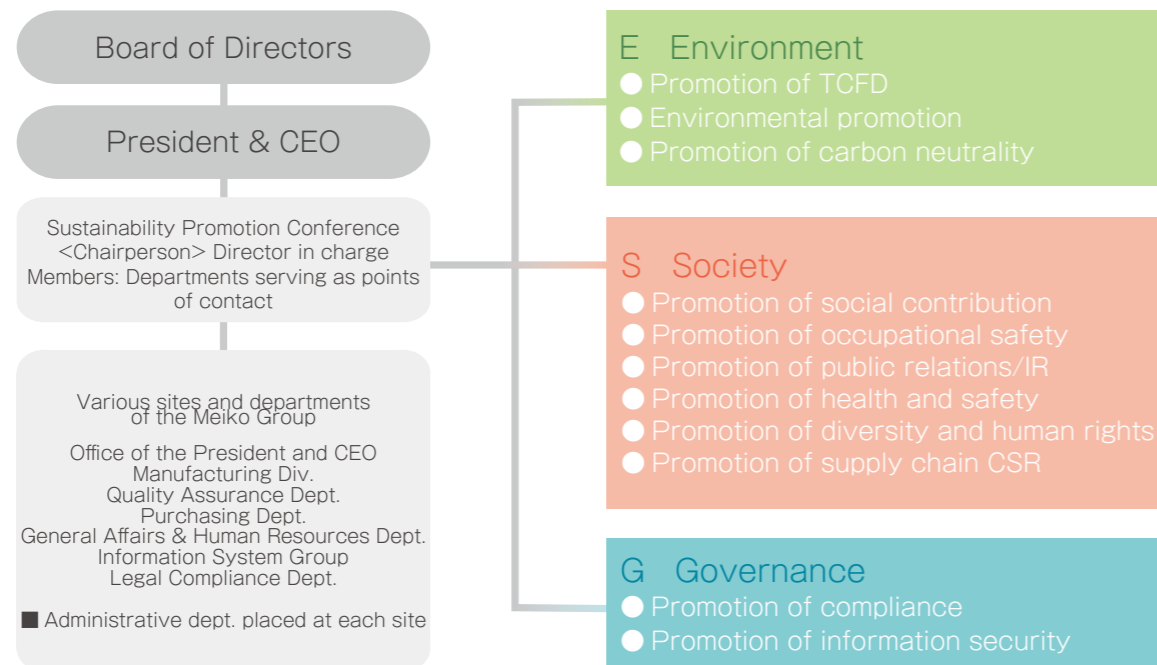 Board of Directors
President & CEO
Sustainability Promotion Conference
<Chairperson> Director in charge
Members: Departments serving as points
of contact
Various sites and departments
of the Meiko Group
Office of the President and CEO
Manufacturing Div.
Quality Assurance Dept.
Purchasing Dept.
General Affairs & Human Resources Dept.
Information System Group
Legal Compliance Dept.
■ Administrative dept. placed at each site
E Environment
● Promotion of TCFD
● Environmental promotion
● Promotion of carbon neutrality
S Society
● Promotion of social contribution
● Promotion of occupational safety
● Promotion of public relations/IR
● Promotion of health and safety
● Promotion of diversity and human rights
● Promotion of supply chain CSR
G Governance
● Promotion of compliance
● Promotion of information security